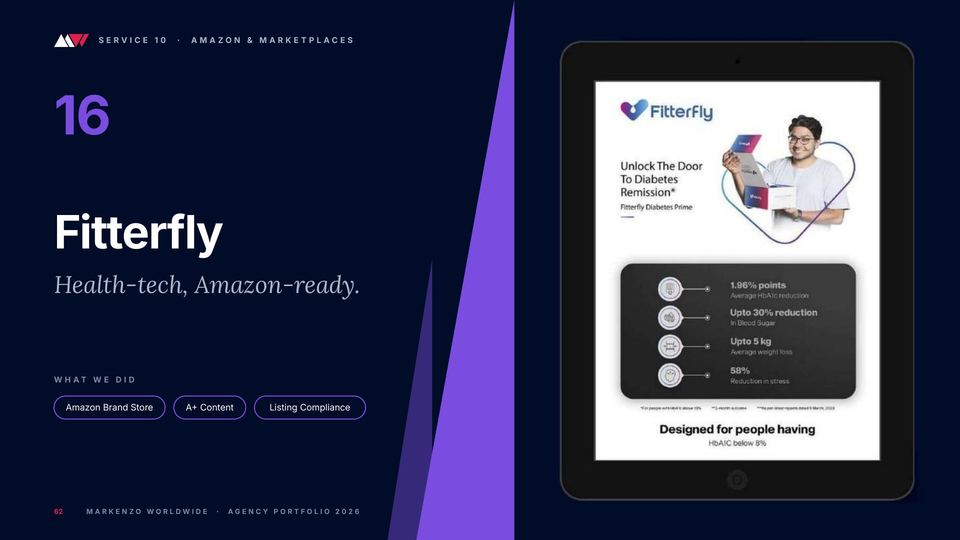 SERVICE 10 · AMAZON & MARKETPLACES
16
Fitterfly
Health-tech, Amazon-ready.
WHAT WE DID
Amazon Brand Store
A+ Content
Listing Compliance
62 MARKENZO WORLDWIDE · AGENCY PORTFOLIO 2026
Fitterfly
Unlock The Door
To Diabetes
Remission*
Fitterfly Diabetes Prime
1.96% points
Average HbA1c reduction
Upto 30% reduction
In Blood Sugar
Upto 5 kg
Average weight loss
58%
Reduction in stress
Designed for people having
HbAIC below 8%